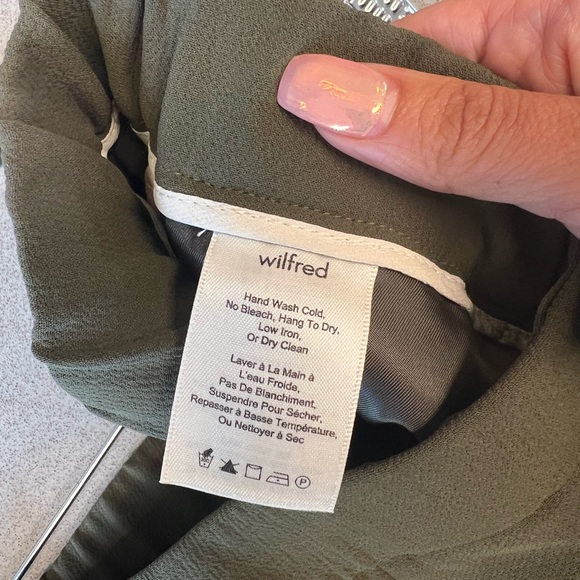 wilfred
Hand Wash Cold,
No Bleach, Hang To Dry,
Low Iron,
Or Dry Clean
Laver à La Main à
L'eau Froide,
Pas De Blanchiment,
Suspendre Pour Sécher,
Repasser à Basse Température,
Ou Nettoyer à Sec
P